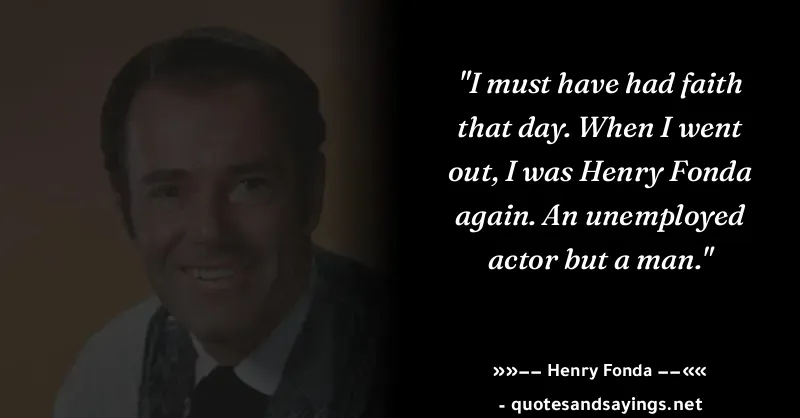 "I must have had faith
that day. When I went
out, I was Henry Fonda
again. An unemployed
actor but a man."
»»−− Henry Fonda −−««
- quotesandsayings.net